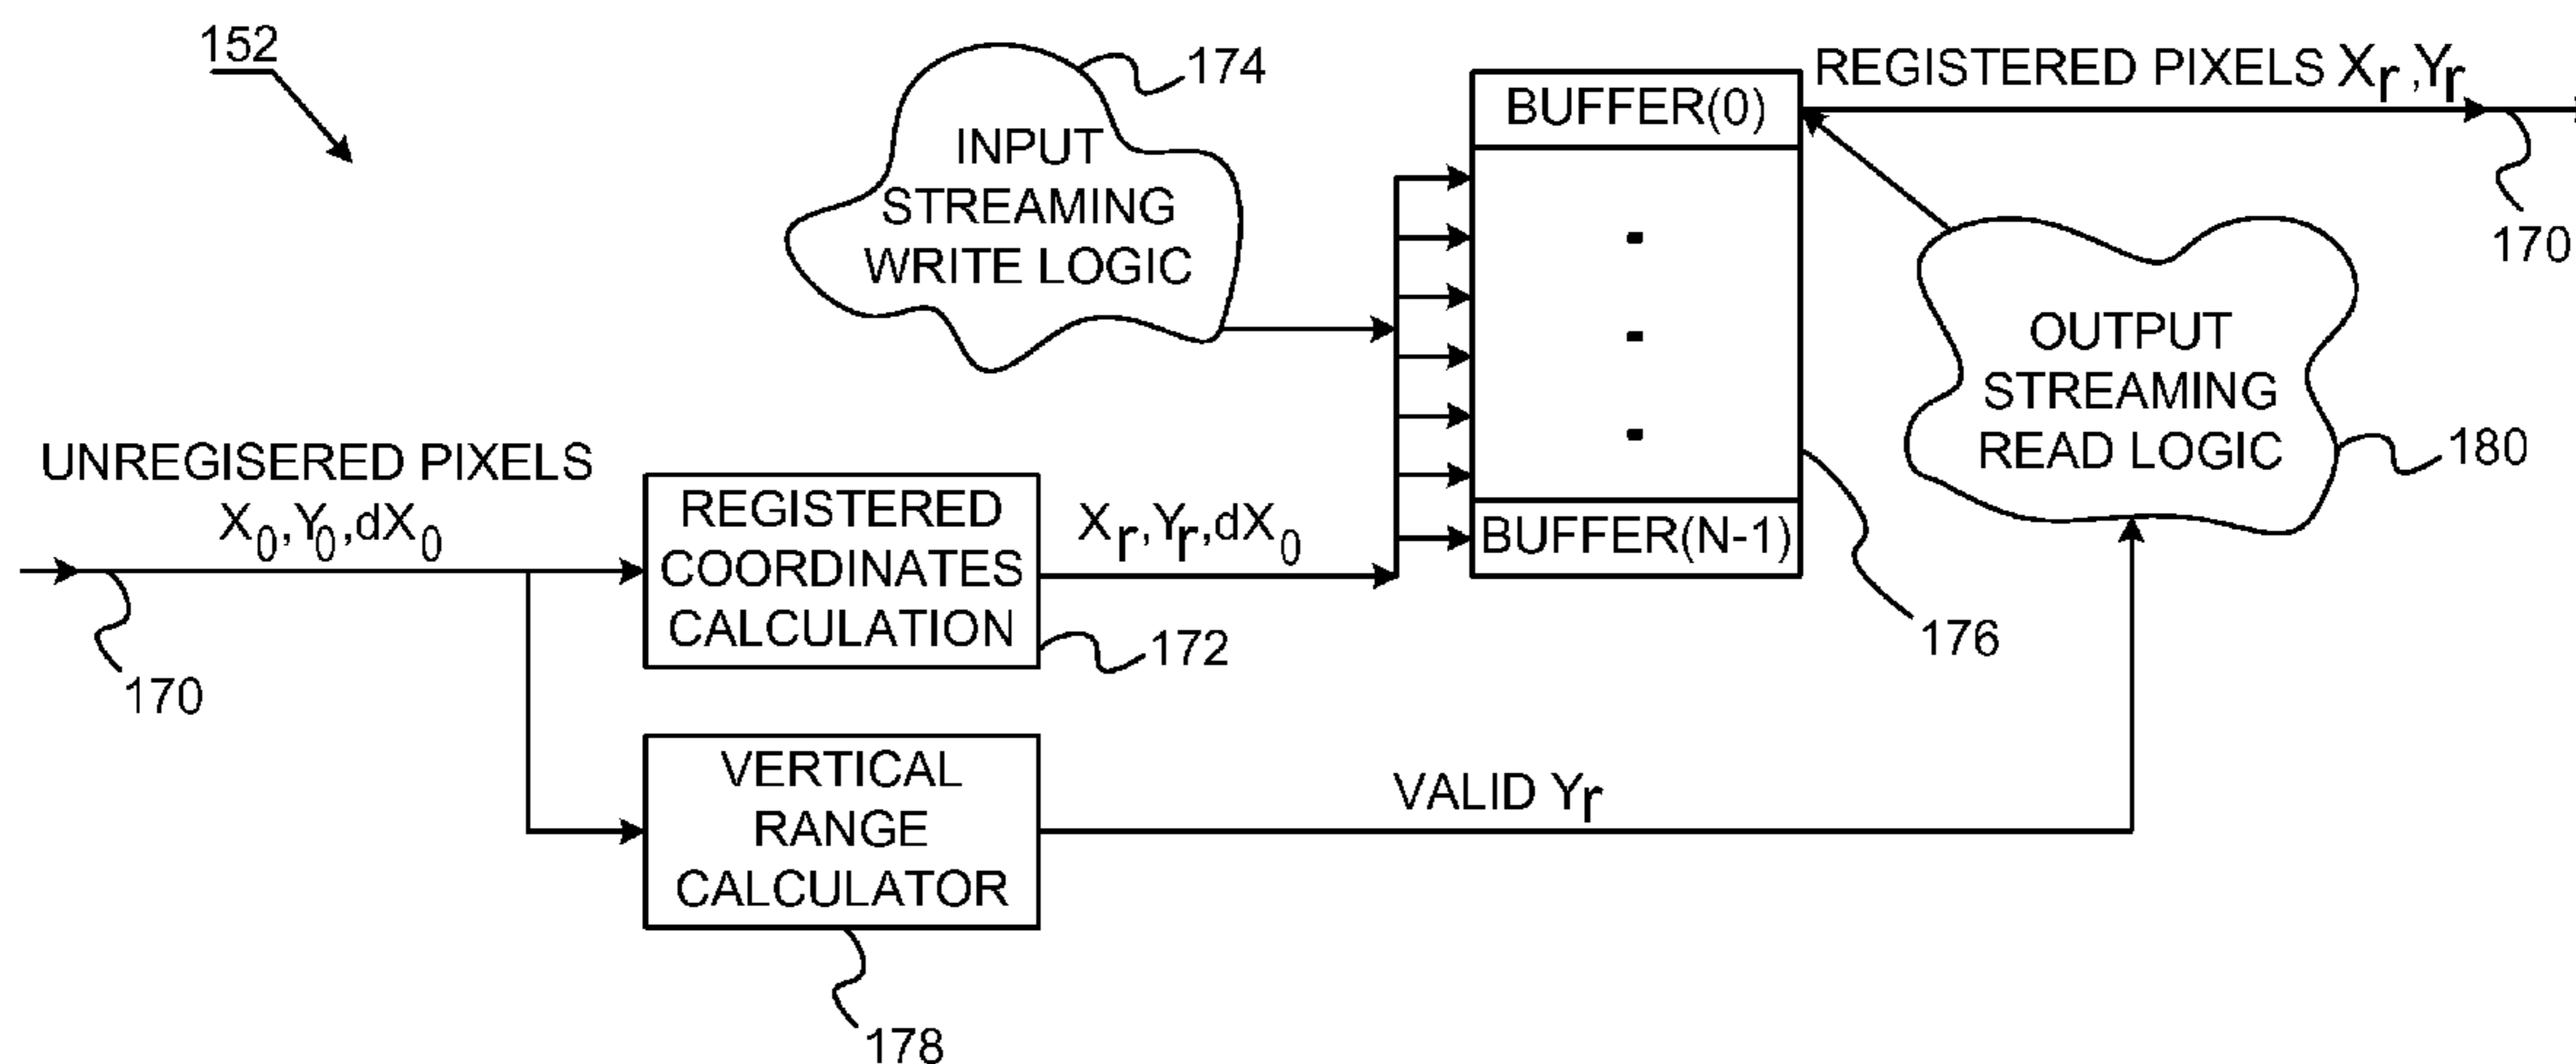 152
174
INPUT
STREAMING
WRITE LOGIC
BUFFER(0)
BUFFER(N-1)
REGISTERED PIXELS Xr ,Yr
170
OUTPUT
STREAMING
READ LOGIC
180
176
UNREGISERED PIXELS
X0,Y0,dX0
170
REGISTERED
COORDINATES
CALCULATION
172
Xr,Yr,dX0
VERTICAL
RANGE
CALCULATOR
178
VALID Yr